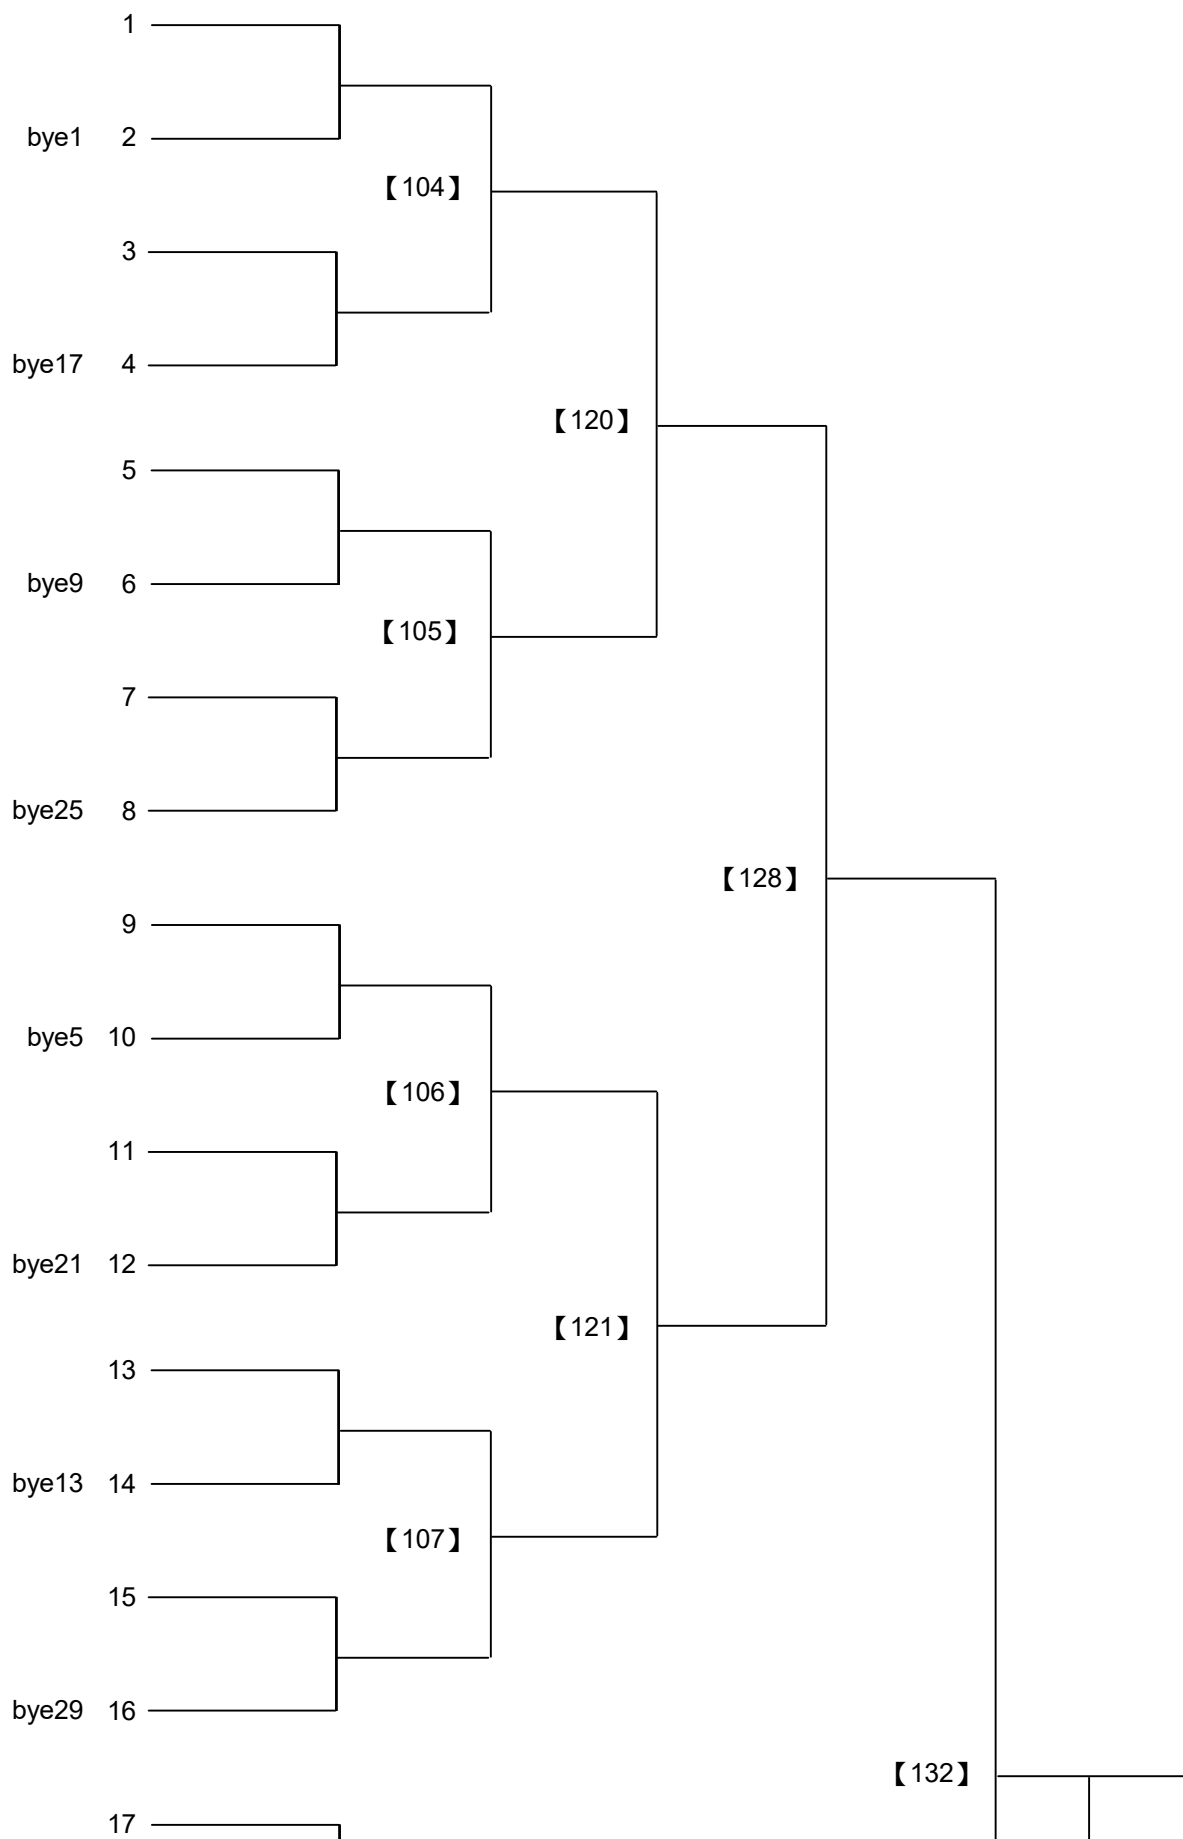 1
bye1 2
【104】
3
bye17 4
【120】
5
bye9 6
【105】
7
bye25 8
【128】
9
bye5 10
【106】
11
bye21 12
【121】
13
bye13 14
【107】
15
bye29 16
【132】
17